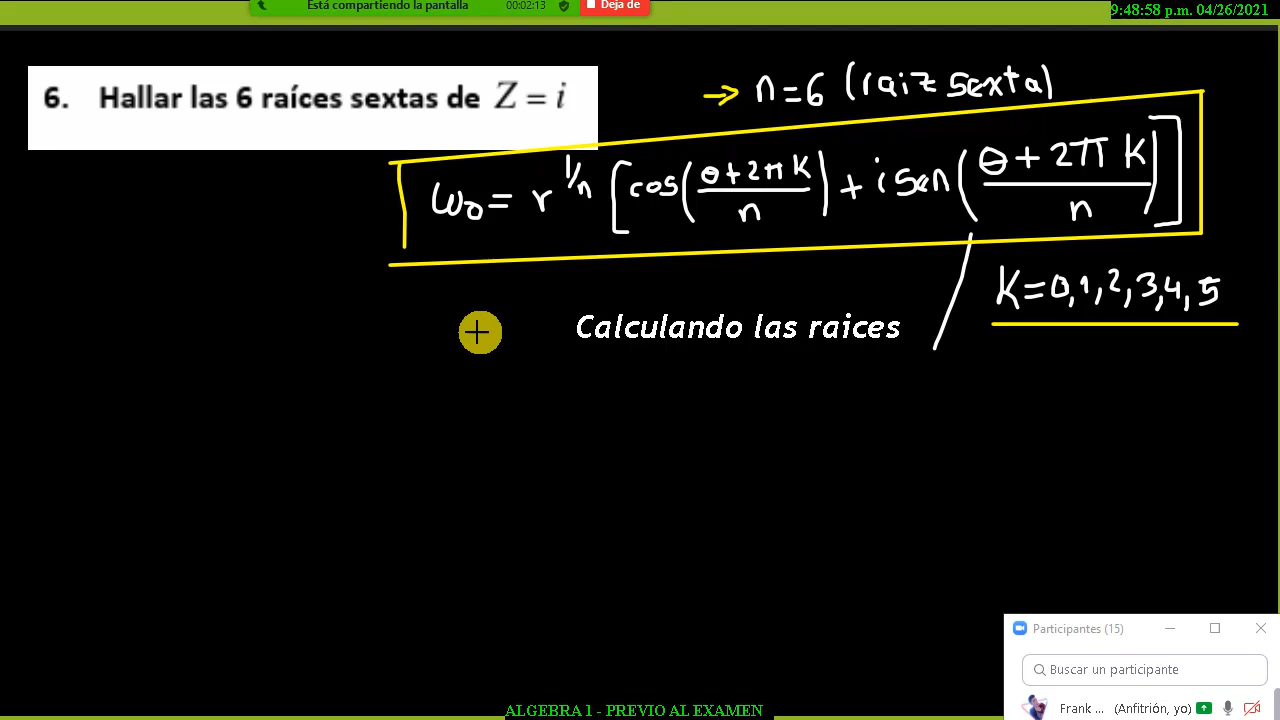 Está compartiendo la pantalla 00:02:13 Deja de
9:48:58 p.m. 04/26/2021
6. Hallar las 6 raíces sextas de Z = i
→ n=6 (raiz sexta)
ω₀ = r^(1/n) [cos((θ+2πk)/n) + i sen((θ+2πk)/n)]
K=0,1,2,3,4,5
Calculando las raices
Participantes (15)
Buscar un participante
Frank ... (Anfitrión, yo)
ALGEBRA 1 - PREVIO AL EXAMEN